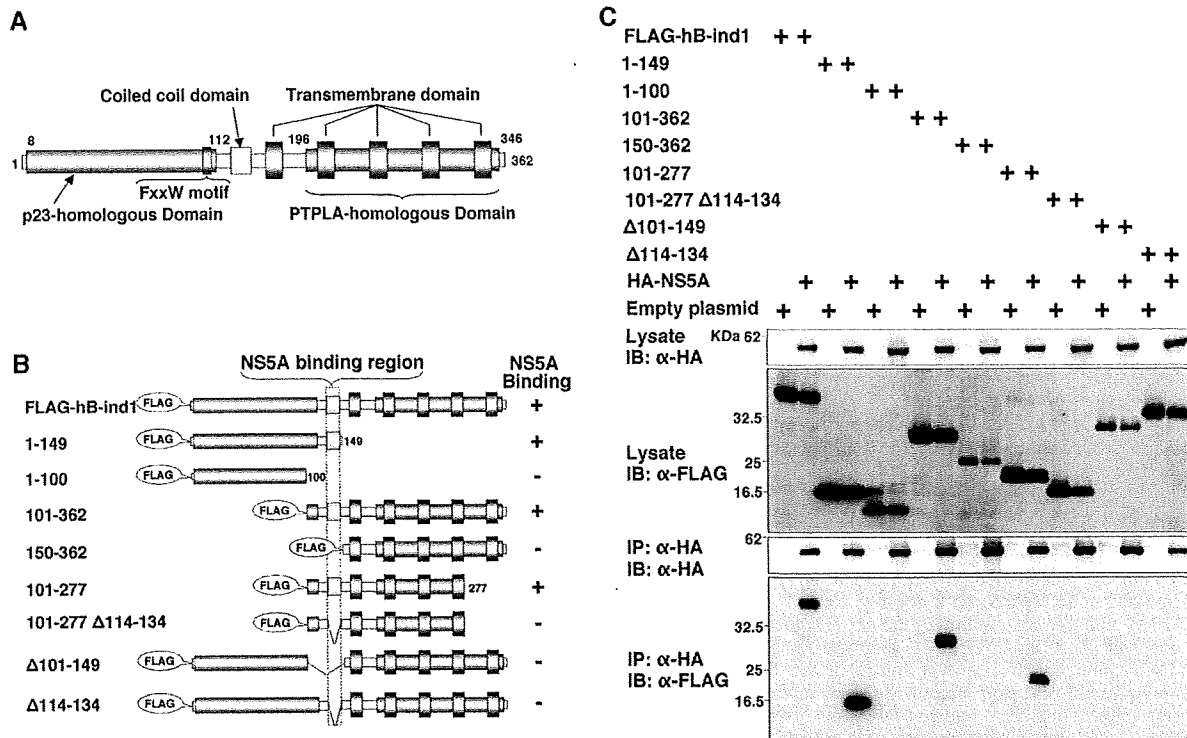 A
Coiled coil domain
Transmembrane domain
8
112
196
346
1
362
FxxW motif
p23-homologous Domain
PTPLA-homologous Domain
B
NS5A binding region
NS5A Binding
FLAG-hB-ind1 FLAG +
1-149 FLAG 149 +
1-100 FLAG 100 -
101-362 FLAG +
150-362 FLAG -
101-277 FLAG 277 +
101-277 Δ114-134 FLAG -
Δ101-149 FLAG -
Δ114-134 FLAG -
C
FLAG-hB-ind1 + +
1-149 + +
1-100 + +
101-362 + +
150-362 + +
101-277 + +
101-277 Δ114-134 + +
Δ101-149 + +
Δ114-134 + +
HA-NS5A + + + + + + + + +
Empty plasmid + + + + + + + + +
Lysate KDa 62
IB: α-HA
32.5
Lysate 25
IB: α-FLAG
16.5
62
IP: α-HA
IB: α-HA
32.5
IP: α-HA 25
IB: α-FLAG
16.5